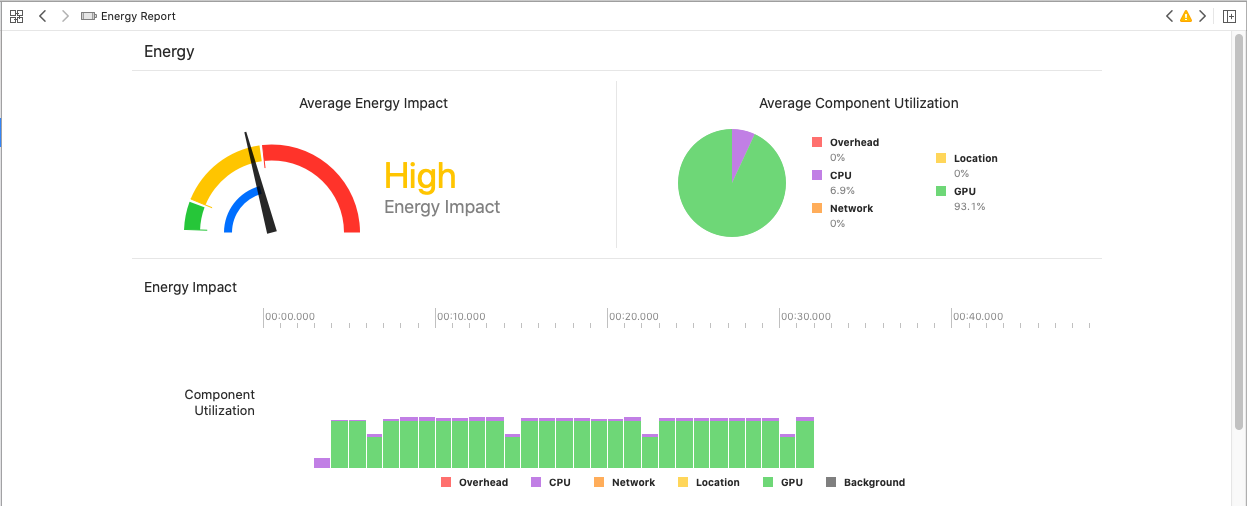 Energy Report
Energy
Average Energy Impact
High
Energy Impact
Average Component Utilization
Overhead
0%
CPU
6.9%
Network
0%
Location
0%
GPU
93.1%
Energy Impact
00:00.000 00:10.000 00:20.000 00:30.000 00:40.000
Component
Utilization
Overhead CPU Network Location GPU Background